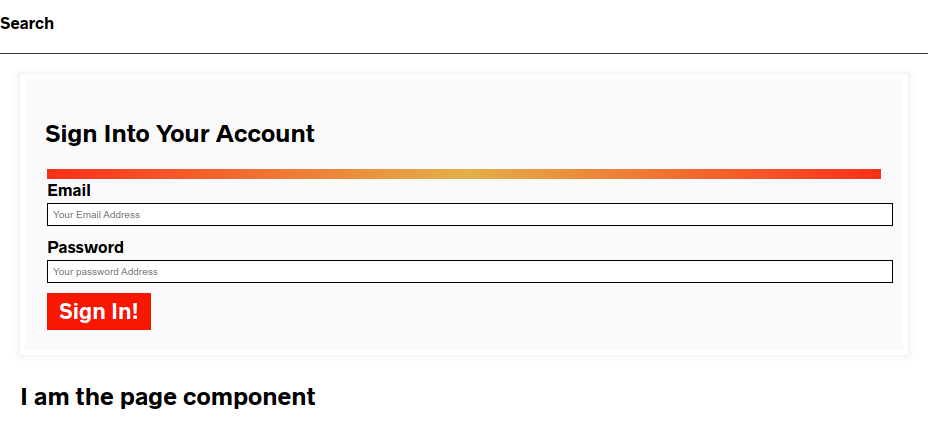 Search
Sign Into Your Account
Email
Your Email Address
Password
Your password Address
Sign In!
I am the page component